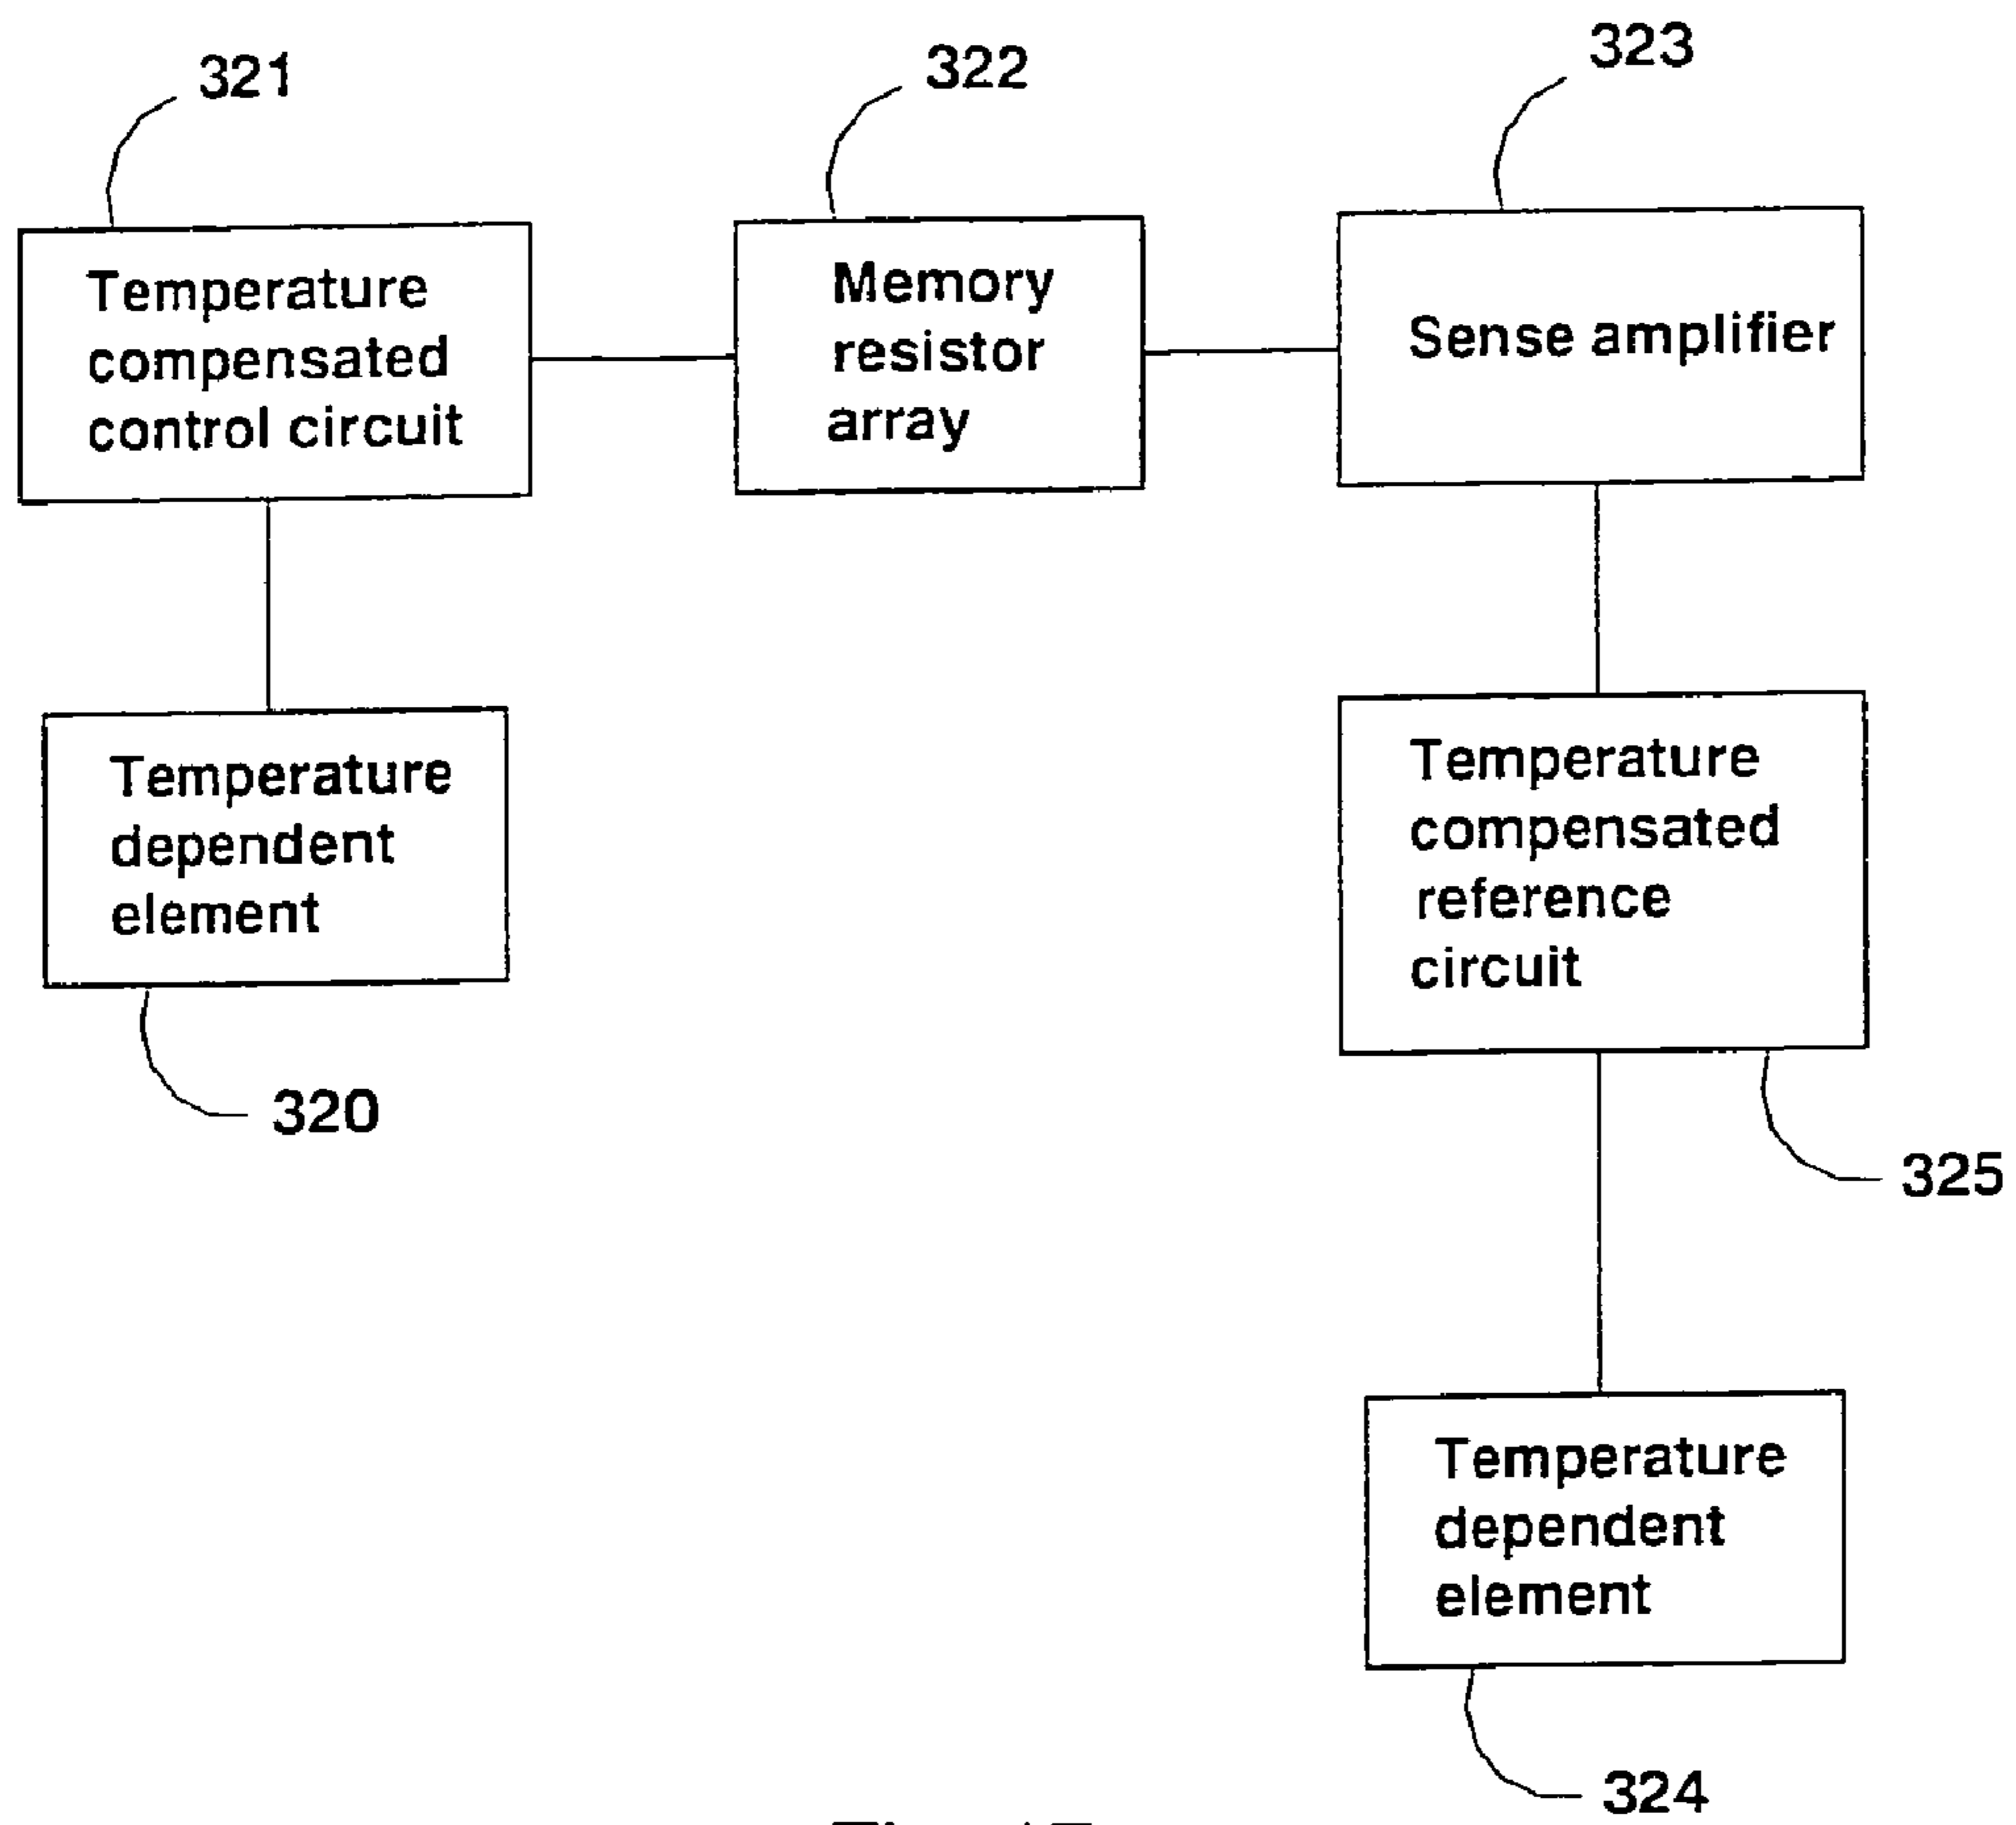 321
322
323
Temperature
compensated
control circuit
Memory
resistor
array
Sense amplifier
Temperature
dependent
element
320
Temperature
compensated
reference
circuit
325
Temperature
dependent
element
324